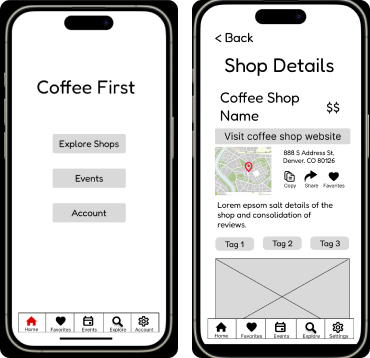 Coffee First
Explore Shops
Events
Account
Home Favorites Events Explore Account
< Back
Shop Details
Coffee Shop
Name
$$
Visit coffee shop website
888 S Address St.
Denver, CO 80126
Copy Share Favorites
Lorem epsom salt details of the
shop and consolidation of
reviews.
Tag 1 Tag 2 Tag 3
Home Favorites Events Explore Settings